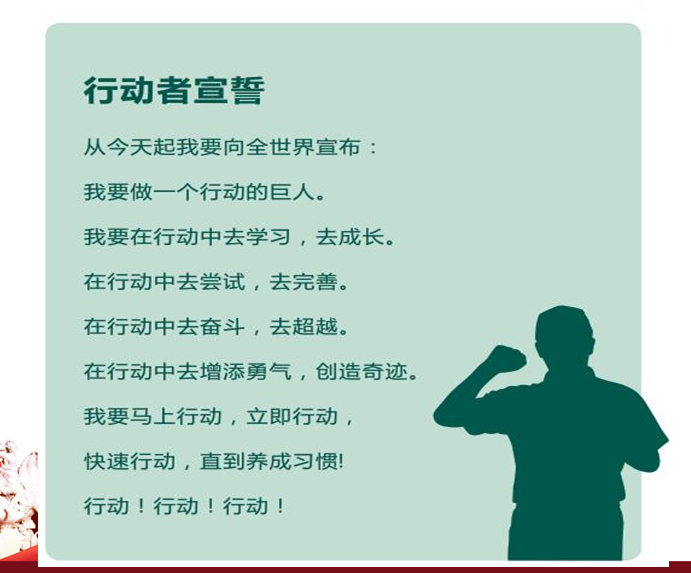 行动者宣誓
从今天起我要向全世界宣布：
我要做一个行动的巨人。
我要在行动中去学习，去成长。
在行动中去尝试，去完善。
在行动中去奋斗，去超越。
在行动中去增添勇气，创造奇迹。
我要马上行动，立即行动，
快速行动，直到养成习惯!
行动！行动！行动！